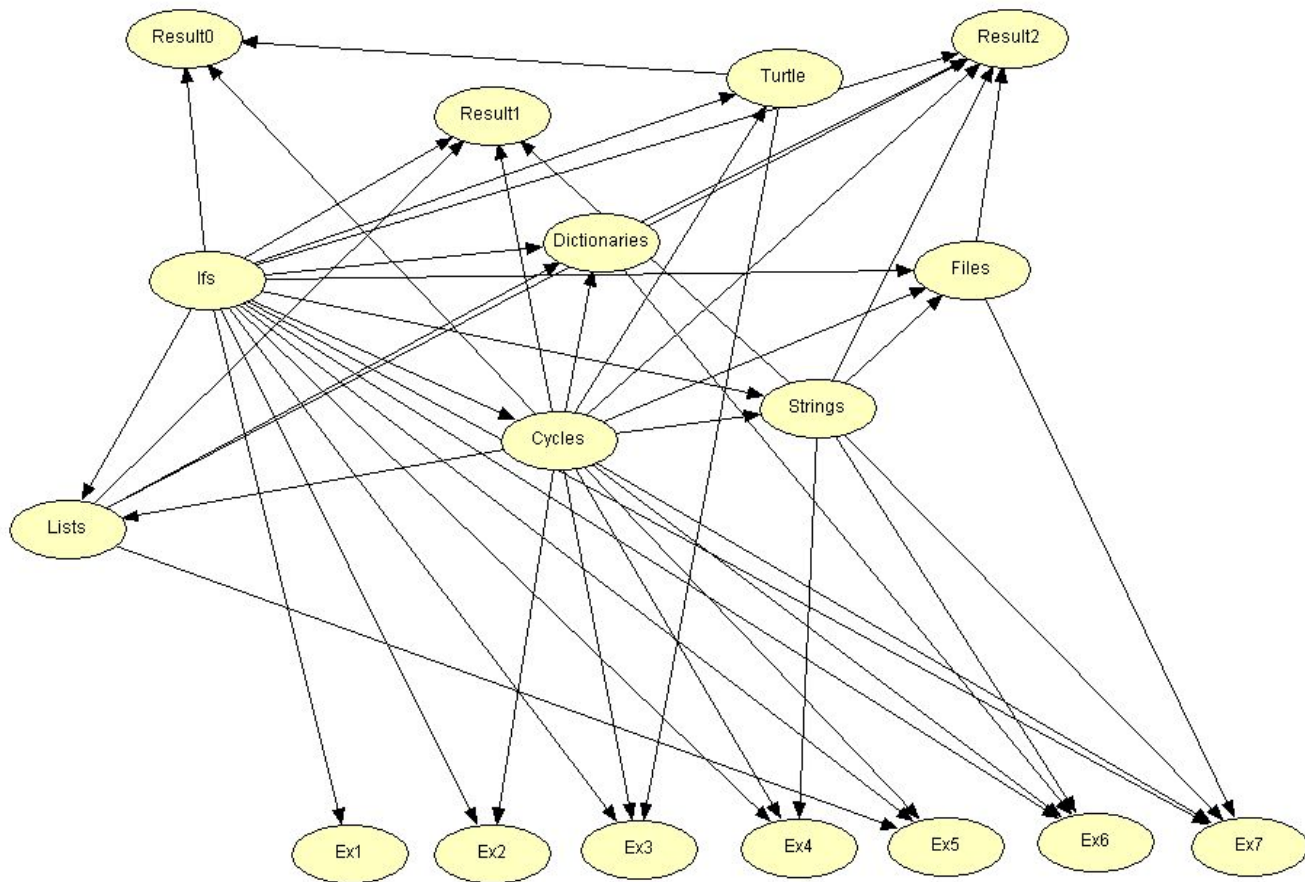 Result0
Result2
Turtle
Result1
Dictionaries
Files
Ifs
Strings
Cycles
Lists
Ex1
Ex2
Ex3
Ex4
Ex5
Ex6
Ex7